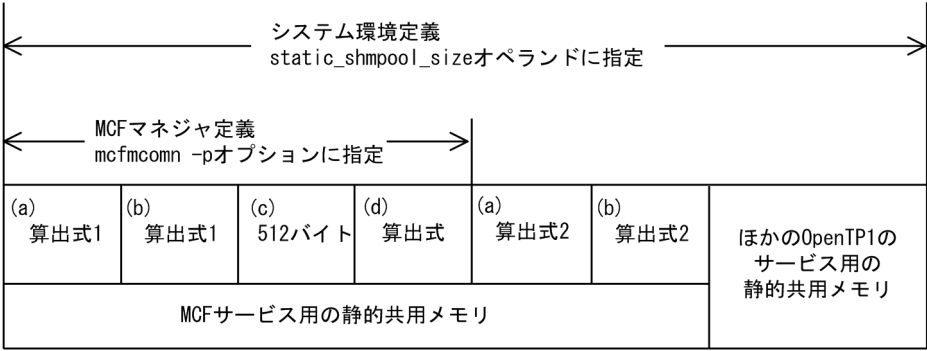 システム環境定義
static_shmpool_sizeオペランドに指定
MCFマネジャ定義
mcfmcomn -pオプションに指定
(a)
算出式1
(b)
算出式1
(c)
512バイト
(d)
算出式
(a)
算出式2
(b)
算出式2
ほかのOpenTP1の
サービス用の
静的共用メモリ
MCFサービス用の静的共用メモリ